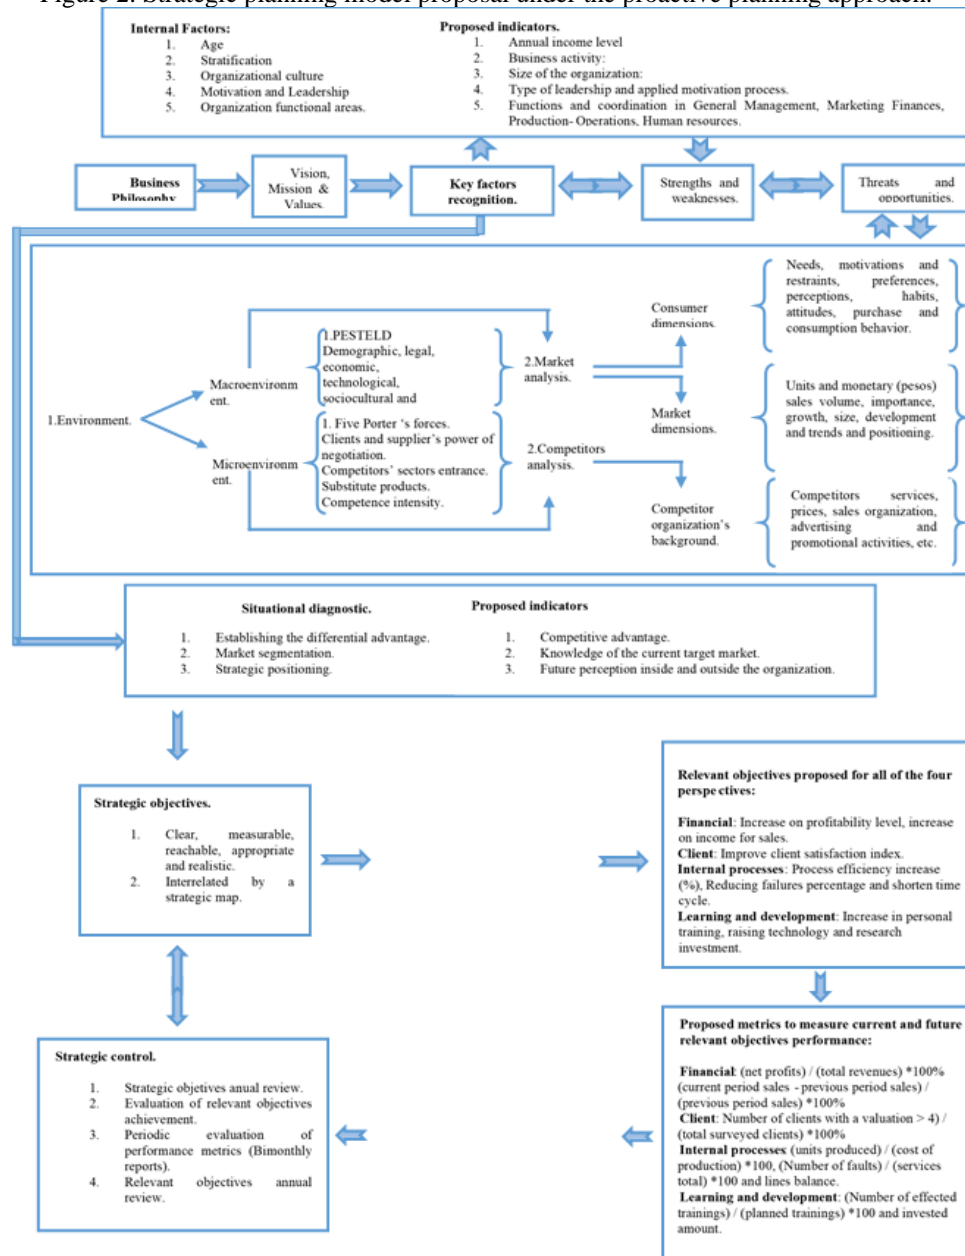 Figure 2. Strategic planning model proposal under the proactive planning approach.
Internal Factors:
1. Age
2. Stratification
3. Organizational culture
4. Motivation and Leadership
5. Organization functional areas.
Proposed indicators.
1. Annual income level
2. Business activity:
3. Size of the organization:
4. Type of leadership and applied motivation process.
5. Functions and coordination in General Management, Marketing Finances,
Production- Operations, Human resources.
Business
Philosophy
Vision,
Mission &
Values.
Key factors
recognition.
Strengths and
weaknesses.
Threats and
opportunities.
1.Environment.
Macroenvironm
ent.
Microenvironm
ent.
1.PESTELD
Demographic, legal,
economic,
technological,
sociocultural and
1. Five Porter ‘s forces.
Clients and supplier’s power of
negotiation.
Competitors’ sectors entrance.
Substitute products.
Competence intensity.
2.Market
analysis.
2.Competitors
analysis.
Consumer
dimensions.
Market
dimensions.
Competitor
organization’s
background.
Needs, motivations and
restraints, preferences,
perceptions, habits,
attitudes, purchase and
consumption behavior.
Units and monetary (pesos)
sales volume, importance,
growth, size, development
and trends and positioning.
Competitors services,
prices, sales organization,
advertising and
promotional activities, etc.
Situational diagnostic.
1. Establishing the differential advantage.
2. Market segmentation.
3. Strategic positioning.
Proposed indicators
1. Competitive advantage.
2. Knowledge of the current target market.
3. Future perception inside and outside the organization.
Strategic objectives.
1. Clear, measurable,
reachable, appropriate
and realistic.
2. Interrelated by a
strategic map.
Relevant objectives proposed for all of the four
perspectives:
Financial: Increase on profitability level, increase
on income for sales.
Client: Improve client satisfaction index.
Internal processes: Process efficiency increase
(%), Reducing failures percentage and shorten time
cycle.
Learning and development: Increase in personal
training, raising technology and research
investment.
Strategic control.
1. Strategic objetives anual review.
2. Evaluation of relevant objectives
achievement.
3. Periodic evaluation of
performance metrics (Bimonthly
reports).
4. Relevant objectives annual
review.
Proposed metrics to measure current and future
relevant objectives performance:
Financial: (net profits) / (total revenues) *100%
(current period sales - previous period sales) /
(previous period sales) *100%
Client: Number of clients with a valuation > 4) /
(total surveyed clients) *100%
Internal processes (units produced) / (cost of
production) *100, (Number of faults) / (services
total) *100 and lines balance.
Learning and development: (Number of effected
trainings) / (planned trainings) *100 and invested
amount.